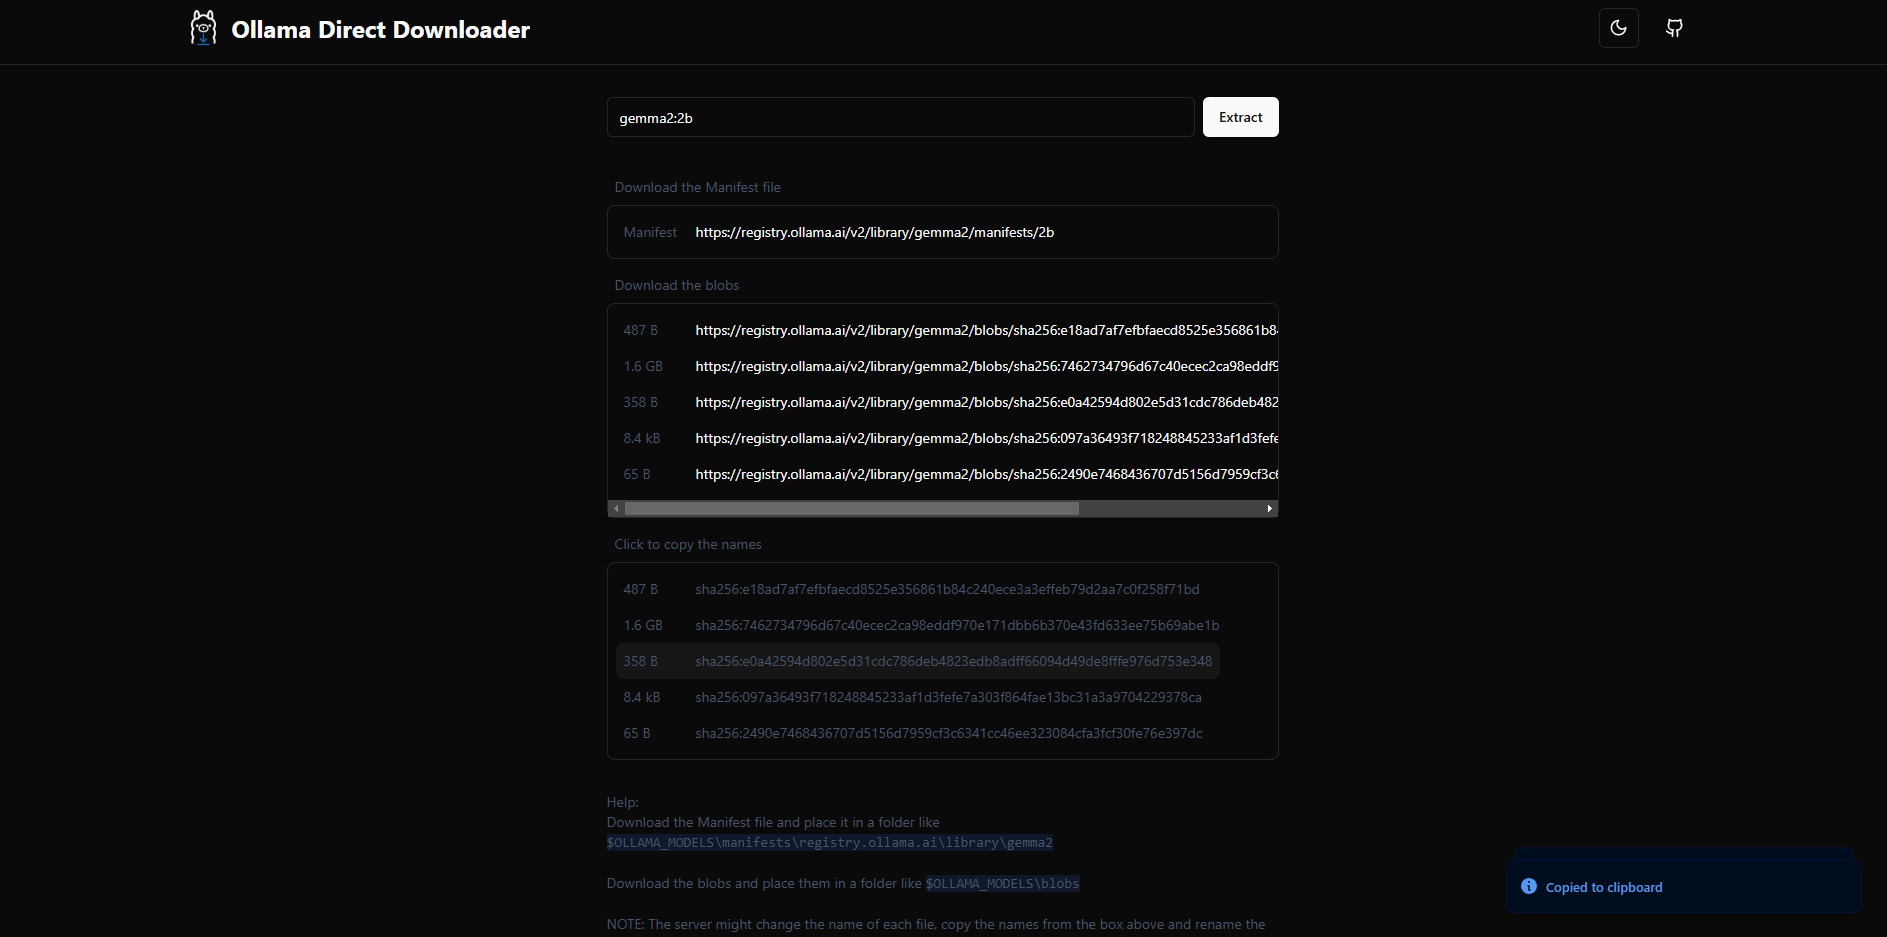 Ollama Direct Downloader
gemma2:2b
Extract
Download the Manifest file
Manifest https://registry.ollama.ai/v2/library/gemma2/manifests/2b
Download the blobs
487 B https://registry.ollama.ai/v2/library/gemma2/blobs/sha256:e18ad7af7efbfaecd8525e356861b84
1.6 GB https://registry.ollama.ai/v2/library/gemma2/blobs/sha256:7462734796d67c40ecec2ca98eddf9
358 B https://registry.ollama.ai/v2/library/gemma2/blobs/sha256:e0a42594d802e5d31cdc786deb482
8.4 kB https://registry.ollama.ai/v2/library/gemma2/blobs/sha256:097a36493f718248845233af1d3fefe
65 B https://registry.ollama.ai/v2/library/gemma2/blobs/sha256:2490e7468436707d5156d7959cf3c6
Click to copy the names
487 B sha256:e18ad7af7efbfaecd8525e356861b84c240ece3a3effeb79d2aa7c0f258f71bd
1.6 GB sha256:7462734796d67c40ecec2ca98eddf970e171dbb6b370e43fd633ee75b69abe1b
358 B sha256:e0a42594d802e5d31cdc786deb4823edb8adff66094d49de8fffe976d753e348
8.4 kB sha256:097a36493f718248845233af1d3fefe7a303f864fae13bc31a3a9704229378ca
65 B sha256:2490e7468436707d5156d7959cf3c6341cc46ee323084cfa3fcf30fe76e397dc
Help:
Download the Manifest file and place it in a folder like
$OLLAMA_MODELS\manifests\registry.ollama.ai\library\gemma2
Download the blobs and place them in a folder like $OLLAMA_MODELS\blobs
NOTE: The server might change the name of each file, copy the names from the box above and rename the
Copied to clipboard